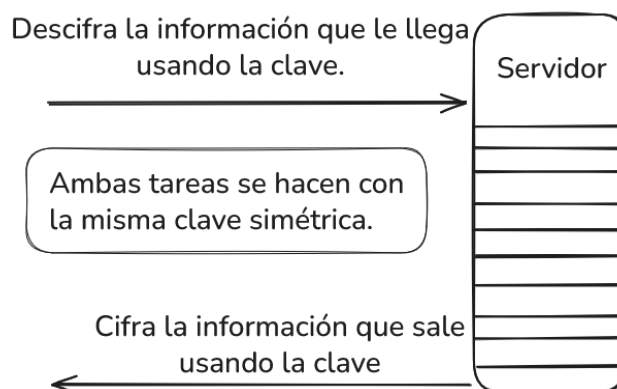 Descifra la información que le llega
usando la clave.
Servidor
Ambas tareas se hacen con
la misma clave simétrica.
Cifra la información que sale
usando la clave